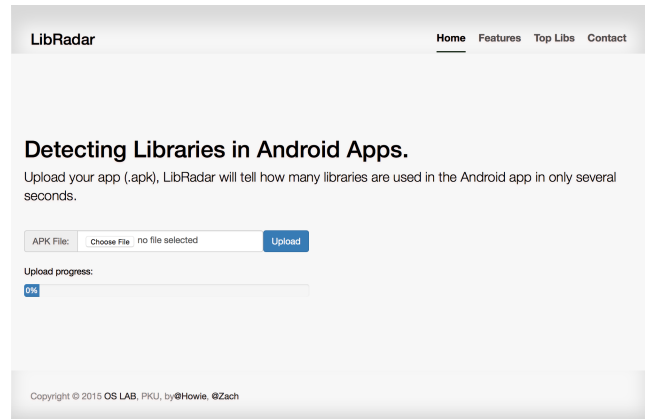 LibRadar
Home Features Top Libs Contact
Detecting Libraries in Android Apps.
Upload your app (.apk), LibRadar will tell how many libraries are used in the Android app in only several
seconds.
APK File: Choose File no file selected Upload
Upload progress:
0%
Copyright © 2015 OS LAB, PKU, by@Howie, @Zach